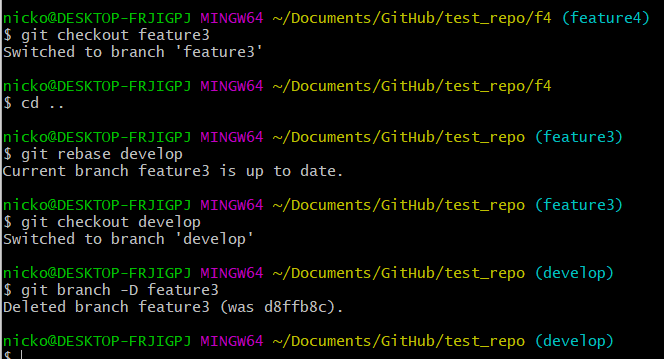 nicko@DESKTOP-FRJIGPJ MINGW64 ~/Documents/GitHub/test_repo/f4 (feature4)
$ git checkout feature3
Switched to branch 'feature3'
nicko@DESKTOP-FRJIGPJ MINGW64 ~/Documents/GitHub/test_repo/f4
$ cd ..
nicko@DESKTOP-FRJIGPJ MINGW64 ~/Documents/GitHub/test_repo (feature3)
$ git rebase develop
Current branch feature3 is up to date.
nicko@DESKTOP-FRJIGPJ MINGW64 ~/Documents/GitHub/test_repo (feature3)
$ git checkout develop
Switched to branch 'develop'
nicko@DESKTOP-FRJIGPJ MINGW64 ~/Documents/GitHub/test_repo (develop)
$ git branch -D feature3
Deleted branch feature3 (was d8ffb8c).
nicko@DESKTOP-FRJIGPJ MINGW64 ~/Documents/GitHub/test_repo (develop)
$